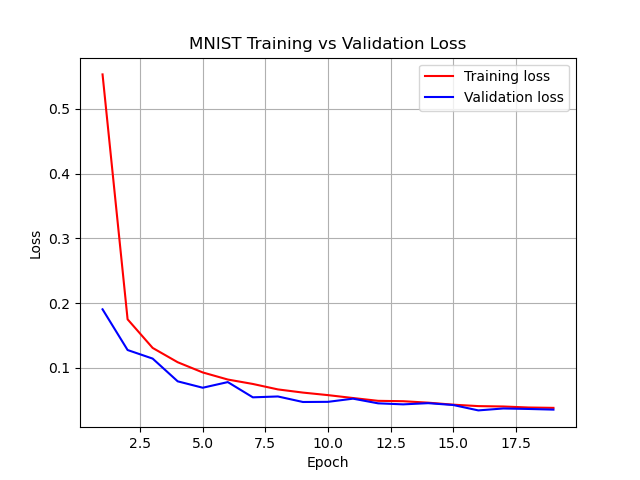 MNIST Training vs Validation Loss
Training loss
Validation loss
0.5
0.4
0.3
0.2
0.1
Loss
2.5 5.0 7.5 10.0 12.5 15.0 17.5
Epoch